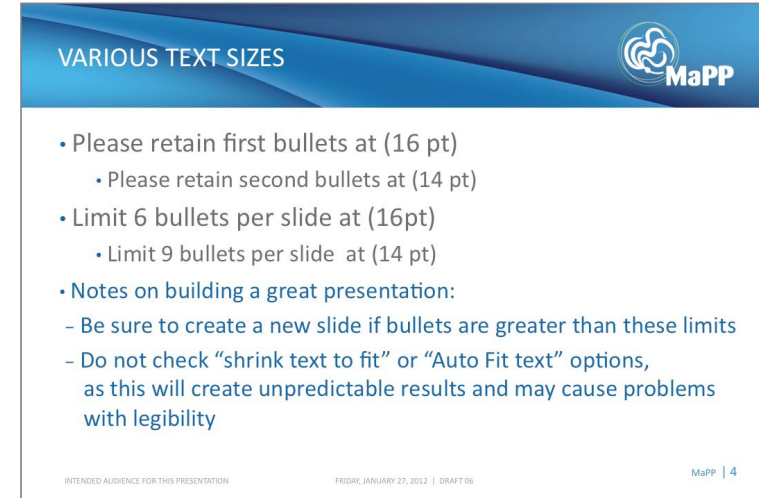 VARIOUS TEXT SIZES
MaPP
• Please retain first bullets at (16 pt)
• Please retain second bullets at (14 pt)
• Limit 6 bullets per slide at (16pt)
• Limit 9 bullets per slide  at (14 pt)
• Notes on building a great presentation:
– Be sure to create a new slide if bullets are greater than these limits
– Do not check “shrink text to fit” or “Auto Fit text” options,
as this will create unpredictable results and may cause problems
with legibility
INTENDED AUDIENCE FOR THIS PRESENTATION
FRIDAY, JANUARY 27, 2012 | DRAFT 06
MaPP | 4